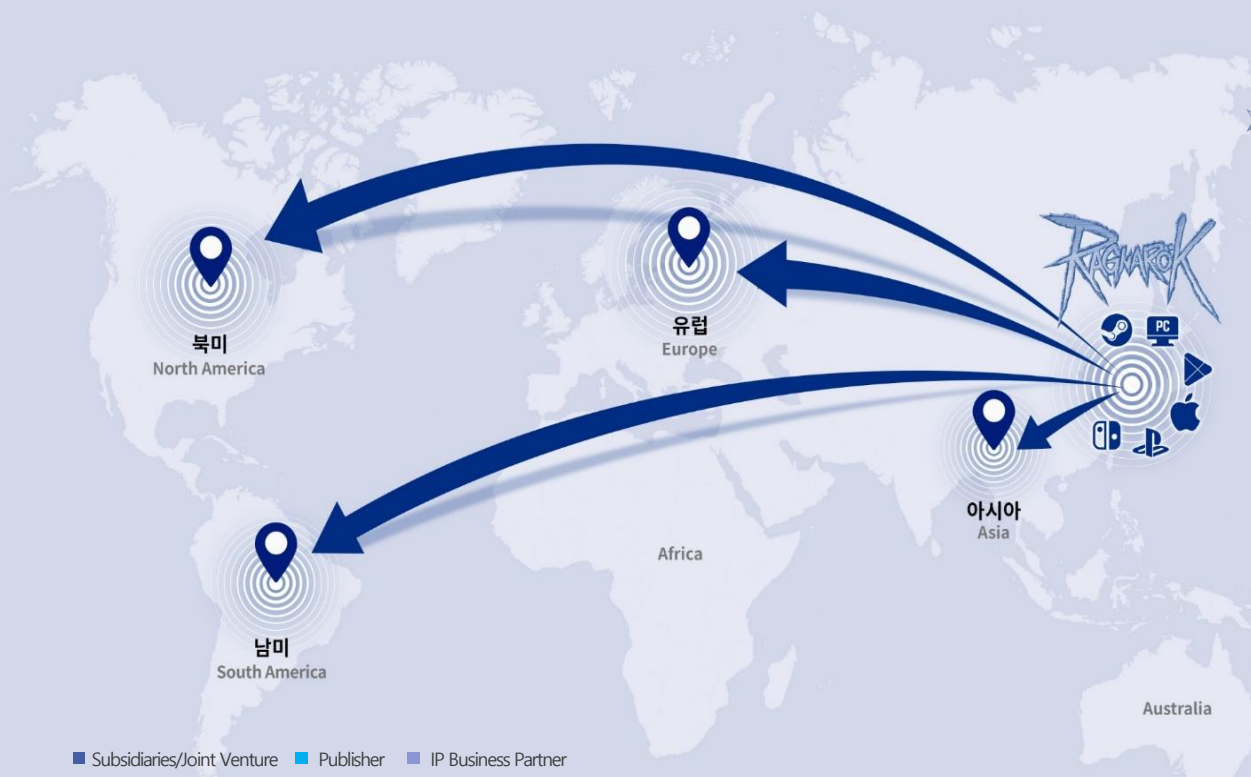 RAGNARÖK
PC
북미
North America
유럽
Europe
아시아
Asia
Africa
남미
South America
Australia
Subsidiaries/Joint Venture
Publisher
IP Business Partner